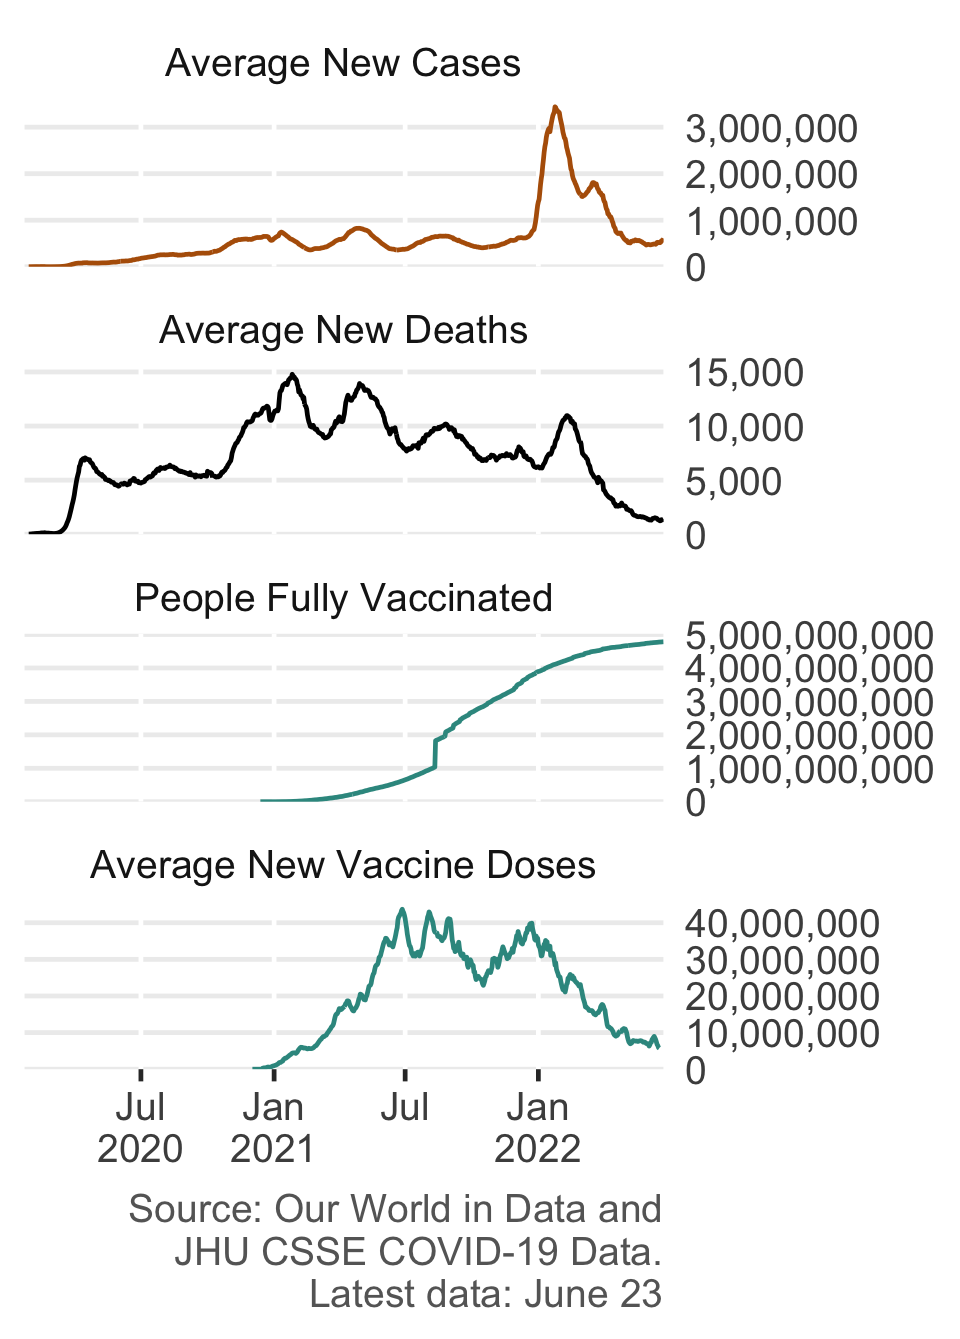 Average New Cases
3,000,000
2,000,000
1,000,000
0
Average New Deaths
15,000
10,000
5,000
0
People Fully Vaccinated
5,000,000,000
4,000,000,000
3,000,000,000
2,000,000,000
1,000,000,000
0
Average New Vaccine Doses
40,000,000
30,000,000
20,000,000
10,000,000
0
Jul Jan Jul Jan
2020 2021 2022
Source: Our World in Data and
JHU CSSE COVID-19 Data.
Latest data: June 23